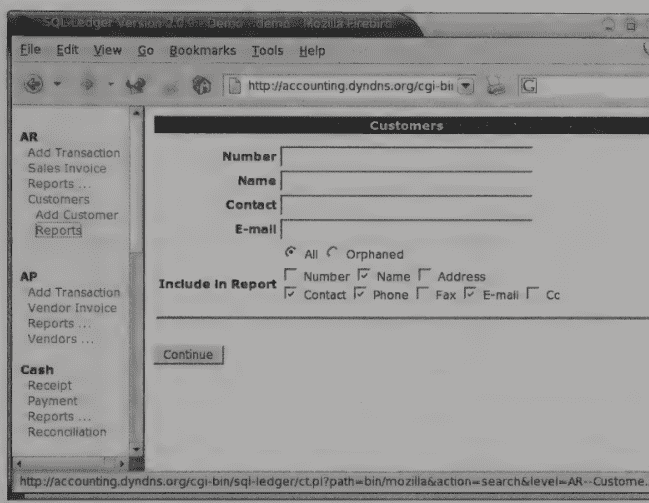 SQL-Ledger Version 2.0.9 - Demo - demo - Mozilla Firebird
File Edit View Go Bookmarks Tools Help
http://accounting.dyndns.org/cgi-bin G
Customers
AR
Add Transaction
Sales Invoice
Reports ...
Customers
Add Customer
Reports
AP
Add Transaction
Vendor Invoice
Reports ...
Vendors ...
Cash
Receipt
Payment
Reports ...
Reconciliation
Number
Name
Contact
E-mail
All Orphaned
Include in Report
Number Name Address
Contact Phone Fax E-mail Cc
Continue
http://accounting.dyndns.org/cgi-bin/sql-ledger/ct.pl?path=bin/mozilla&action=search&level=AR--Custome...